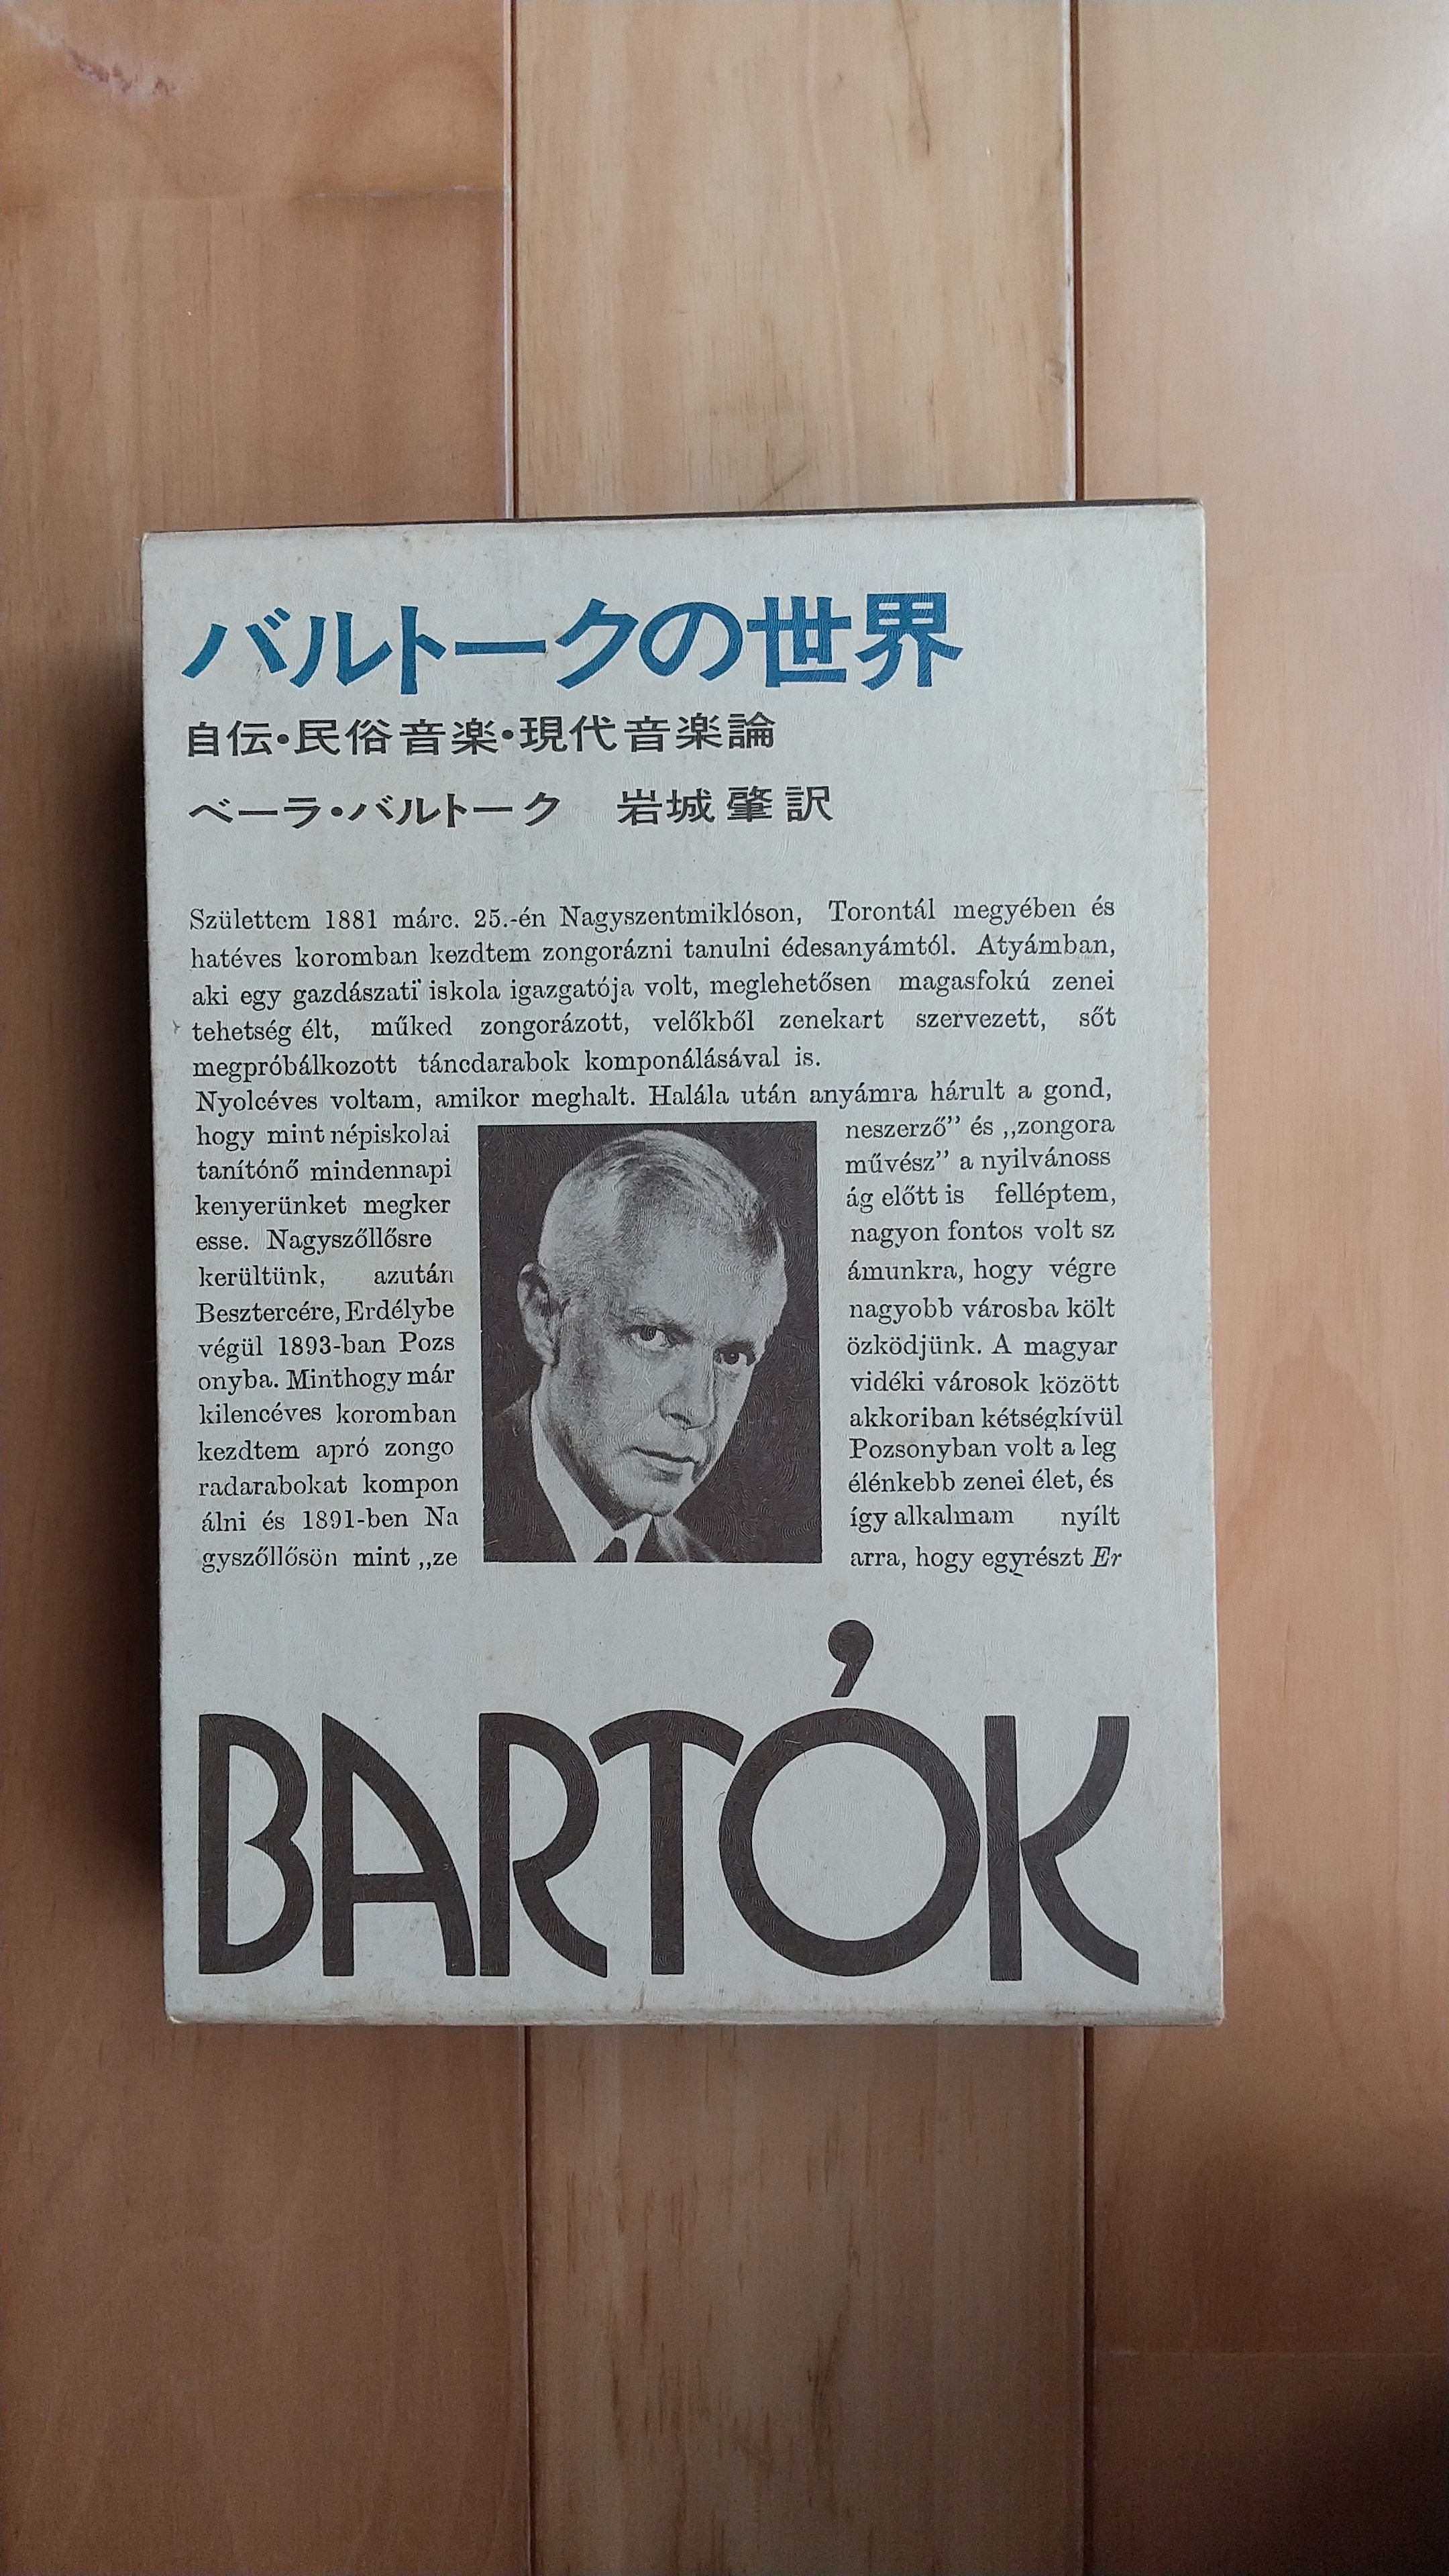 バルトークの世界
自伝・民俗音楽・現代音楽論
ベーラ・バルトーク 岩城肇訳
Születtem 1881 márc. 25.-én Nagyszentmiklóson, Torontál megyében és
hatéves koromban kezdtem zongorázni tanulni édesanyámtól. Atyámban,
aki egy gazdászati iskola igazgatója volt, meglehetősen magasfokú zenei
tehetség élt, műked zongorázott, velőkből zenekart szervezett, sőt
megpróbálkozott táncdarabok komponálásával is.
Nyolcéves voltam, amikor meghalt. Halála után anyámra hárult a gond,
hogy mint népiskolai
tanítónő mindennapi
kenyerünket megker
esse. Nagyszőllősre
kerültünk, azután
Besztercére, Erdélybe
végül 1893-ban Pozs
onyba. Minthogy már
kilencéves koromban
kezdtem apró zongo
radarabokat kompon
álni és 1891-ben Na
gyszőllősön mint „ze
neszerző” és „zongora
művész” a nyilvánoss
ág előtt is felléptem,
nagyon fontos volt sz
ámunkra, hogy végre
nagyobb városba költ
özködjünk. A magyar
vidéki városok között
akkoriban kétségkívül
Pozsonyban volt a leg
élénkebb zenei élet, és
így alkalmam nyílt
arra, hogy egyrészt Er
BARTÓK